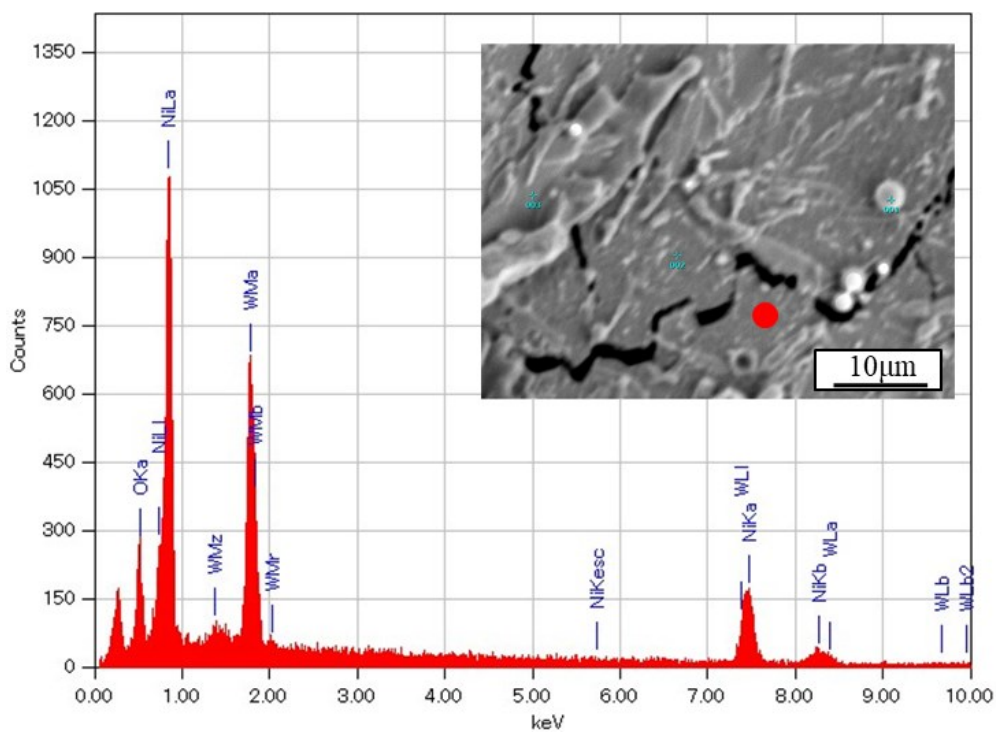 1350
1200
1050
900
750
600
450
300
150
0
Counts
OKa
NiLl
NiLa
WMz
WMa
WMb
WMr
NiKesc
WLl
NiKa
NiKb
WLa
WLb
WLb2
003
002
10μm
0.00 1.00 2.00 3.00 4.00 5.00 6.00 7.00 8.00 9.00 10.00
keV